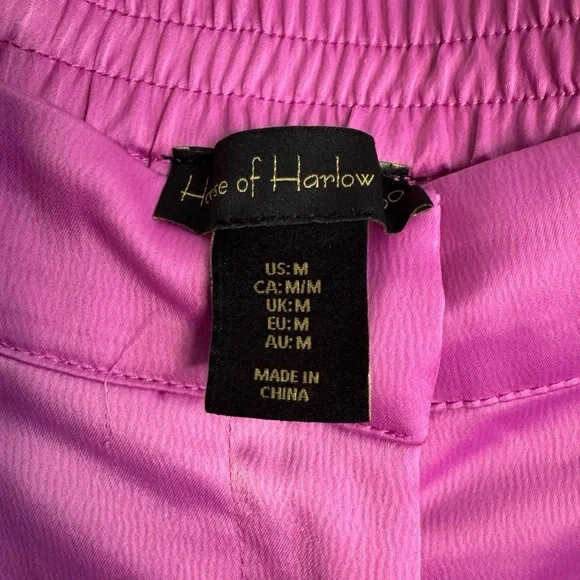 of Harlow
US: M
CA: M/M
UK: M
EU: M
AU: M
MADE IN
CHINA